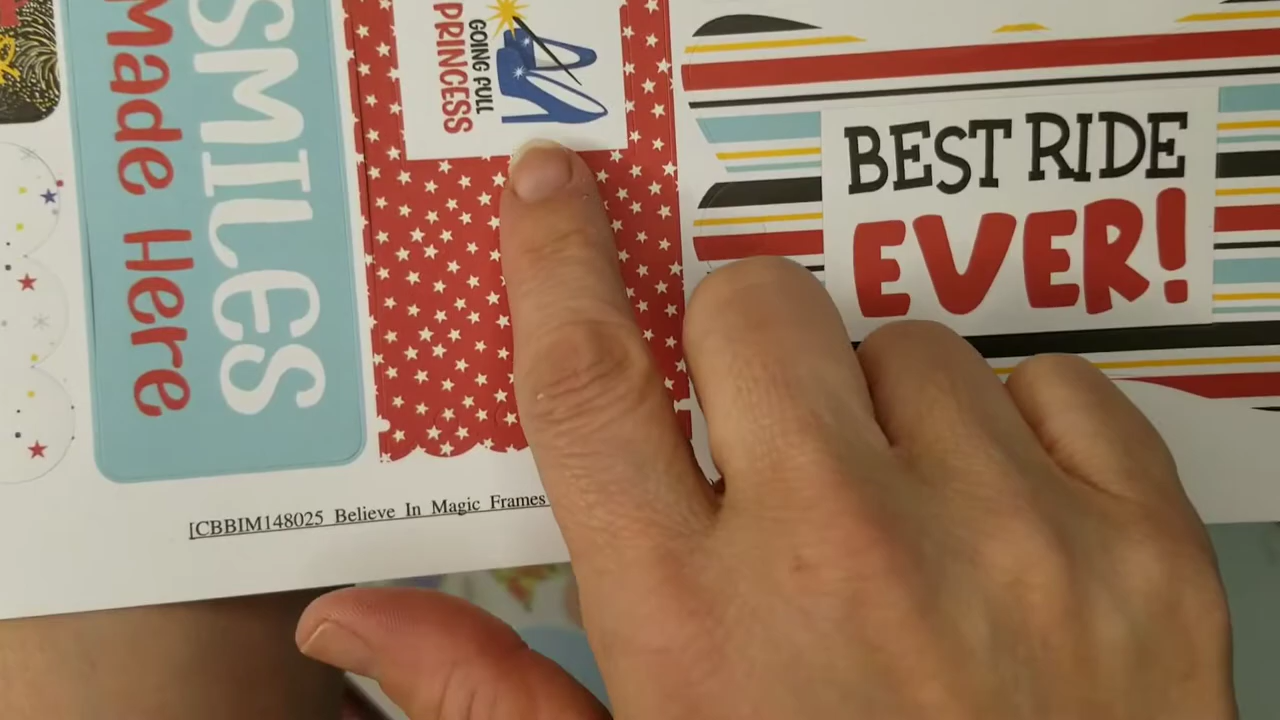 SMILES
Made Here
GOING FULL
PRINCESS
BEST RIDE
EVER!
[CBBIM148025 Believe In Magic Frames